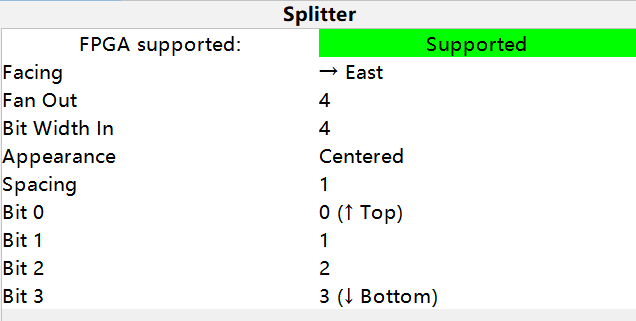 Splitter
FPGA supported: Supported
Facing → East
Fan Out 4
Bit Width In 4
Appearance Centered
Spacing 1
Bit 0 0 (↑ Top)
Bit 1 1
Bit 2 2
Bit 3 3 (↓ Bottom)